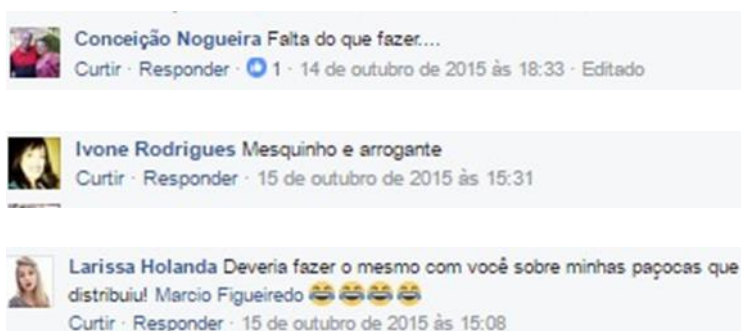 Conceição Nogueira Falta do que fazer....
Curtir · Responder · 1 · 14 de outubro de 2015 às 18:33 · Editado
Ivone Rodrigues Mesquinho e arrogante
Curtir · Responder · 15 de outubro de 2015 às 15:31
Larissa Holanda Deveria fazer o mesmo com você sobre minhas paçocas que
distribuiu! Marcio Figueiredo 😂😂😂😂
Curtir · Responder · 15 de outubro de 2015 às 15:08